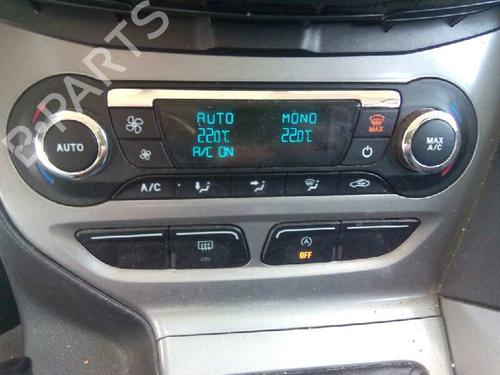 B-PARTS
AUTO MONO
22.0°C 22.0°C
A/C ON
MAX
AUTO
MAX
A/C
A/C
OFF